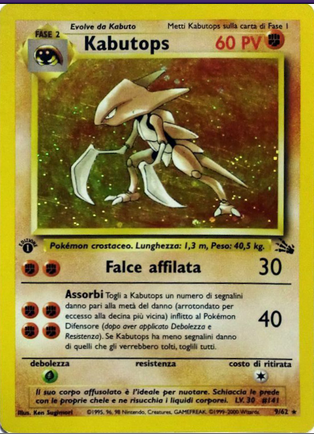 Evolve da Kabuto
Metti Kabutops sulla carta di Fase 1
FASE 2
Kabutops
60 PV
EDIZIONE
1
Pokémon crostaceo. Lunghezza: 1,3 m, Peso: 40,5 kg.
Falce affilata
30
Assorbi Togli a Kabutops un numero di segnalini
danno pari alla metà del danno (arrotondato per
eccesso alla decina più vicina) inflitto al Pokémon
Difensore (dopo aver applicato Debolezza e
Resistenza). Se Kabutops ha meno segnalini danno
di quelli che gli verrebbero tolti, toglili tutti.
40
debolezza
resistenza
costo di ritirata
Il suo corpo affusolato è l'ideale per nuotare. Schiaccia le prede
con le proprie chele e ne risucchia i liquidi corporei. LV. 30 #141
Illus. Ken Sugimori
©1995, 96, 98 Nintendo, Creatures, GAMEFREAK. ©1999-2000 Wizards.
9/62